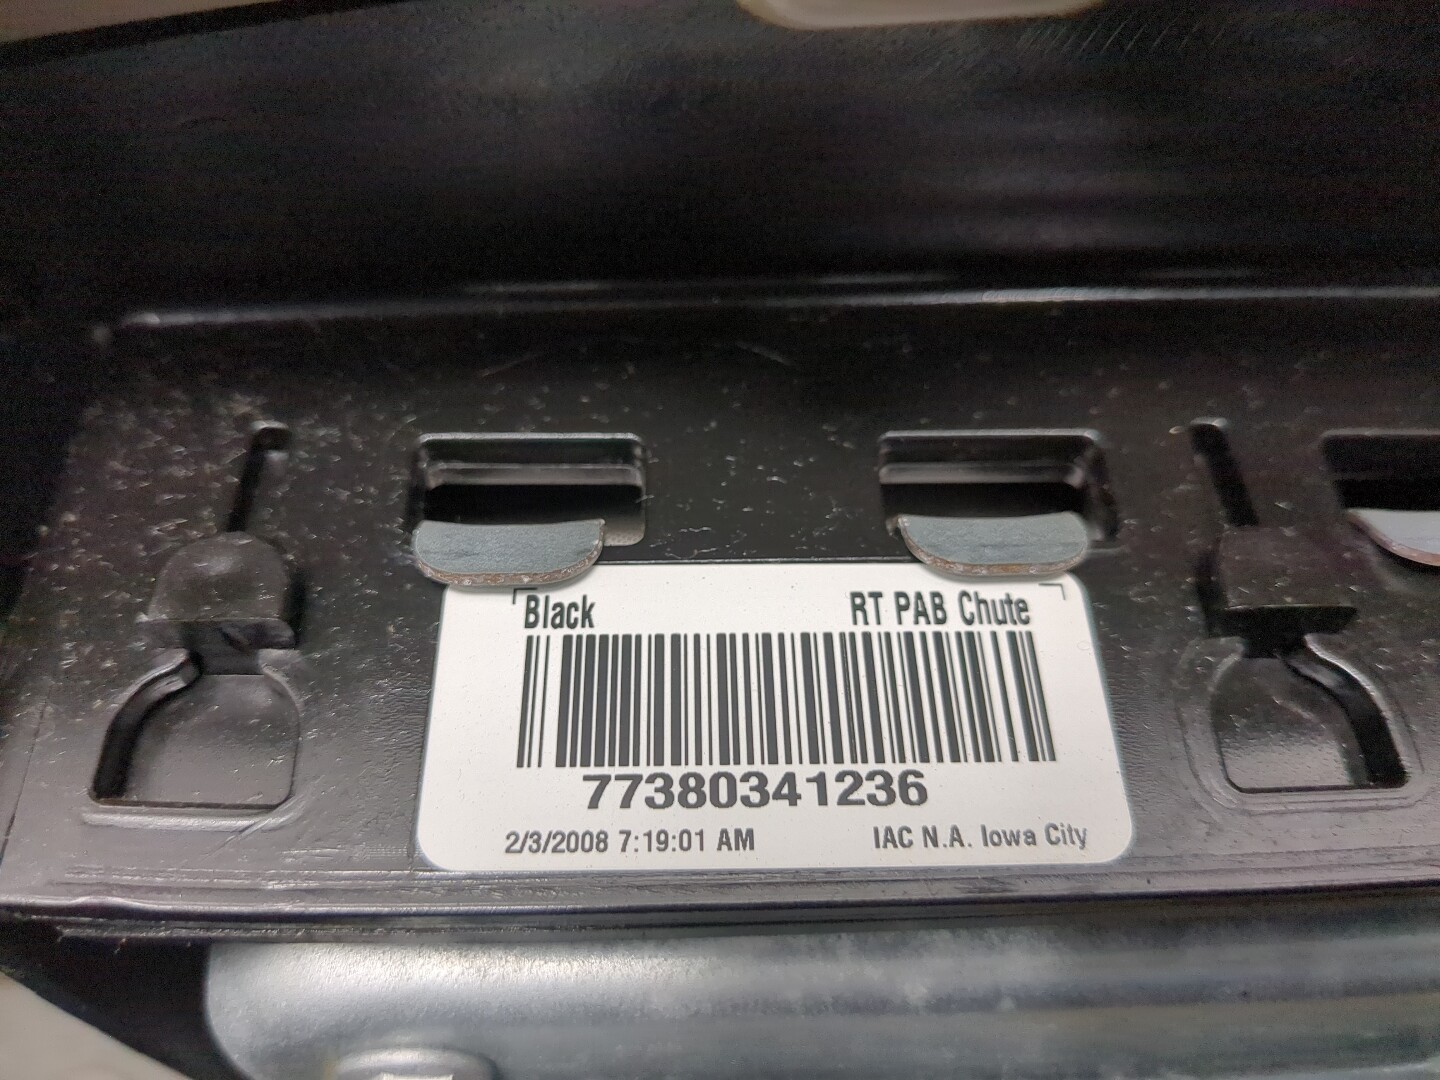 Black RT PAB Chute
77380341236
2/3/2008 7:19:01 AM IAC N.A. Iowa City